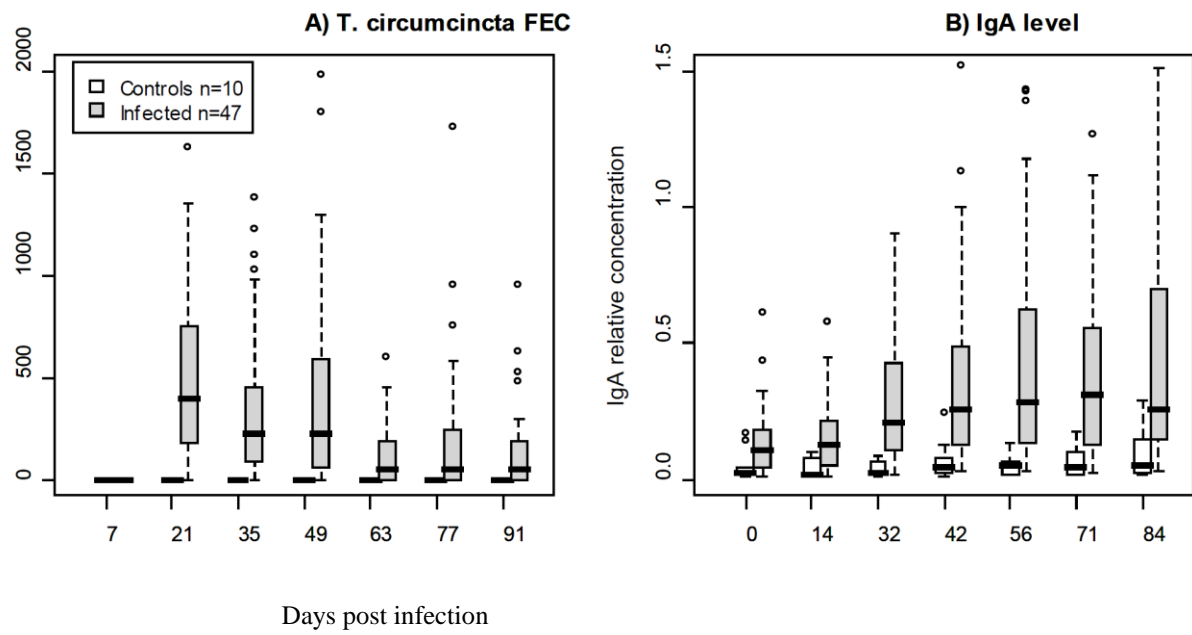 A) T. circumcincta FEC
2000
1500
1000
500
0
Controls n=10
Infected n=47
7 21 35 49 63 77 91
B) IgA level
IgA relative concentration
1.5
1.0
0.5
0.0
0 14 32 42 56 71 84
Days post infection